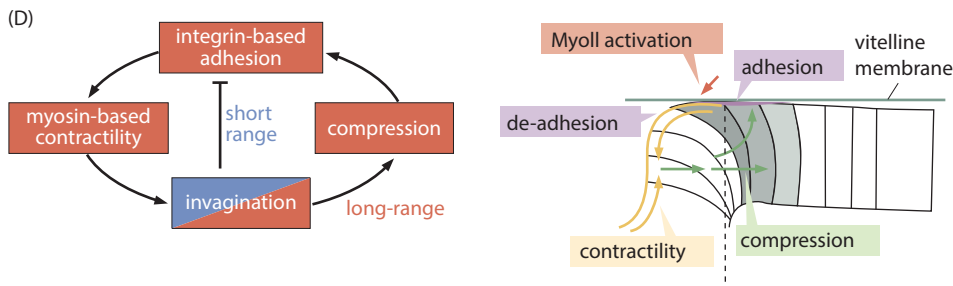 (D)
integrin-based
adhesion
myosin-based
contractility
short
range
compression
invagination
long-range
MyoII activation
adhesion
vitelline
membrane
de-adhesion
contractility
compression